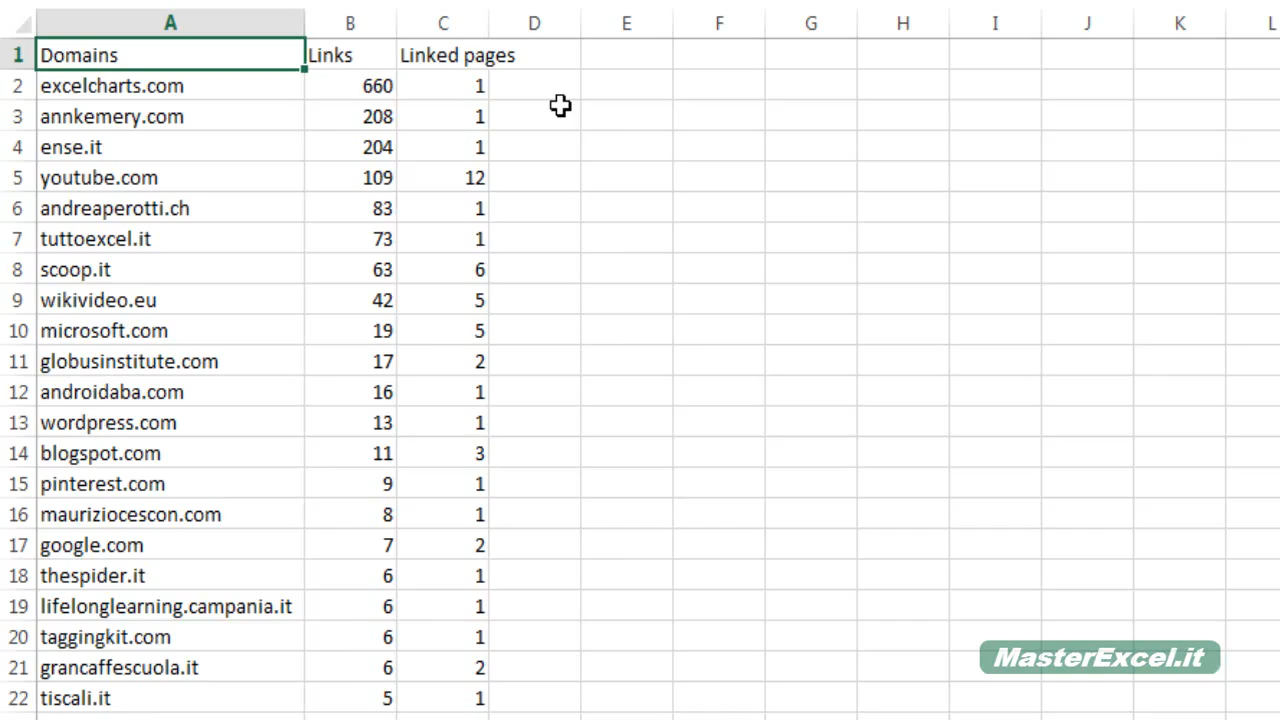 A B C D E F G H I J K L
1 Domains Links Linked pages
2 excelcharts.com 660 1
3 annkemery.com 208 1
4 ense.it 204 1
5 youtube.com 109 12
6 andreaperotti.ch 83 1
7 tuttoexcel.it 73 1
8 scoop.it 63 6
9 wikivideo.eu 42 5
10 microsoft.com 19 5
11 globusinstitute.com 17 2
12 androidaba.com 16 1
13 wordpress.com 13 1
14 blogspot.com 11 3
15 pinterest.com 9 1
16 mauriziocescon.com 8 1
17 google.com 7 2
18 thespider.it 6 1
19 lifelonglearning.campania.it 6 1
20 taggingkit.com 6 1
21 grancaffescuola.it 6 2
22 tiscali.it 5 1
MasterExcel.it